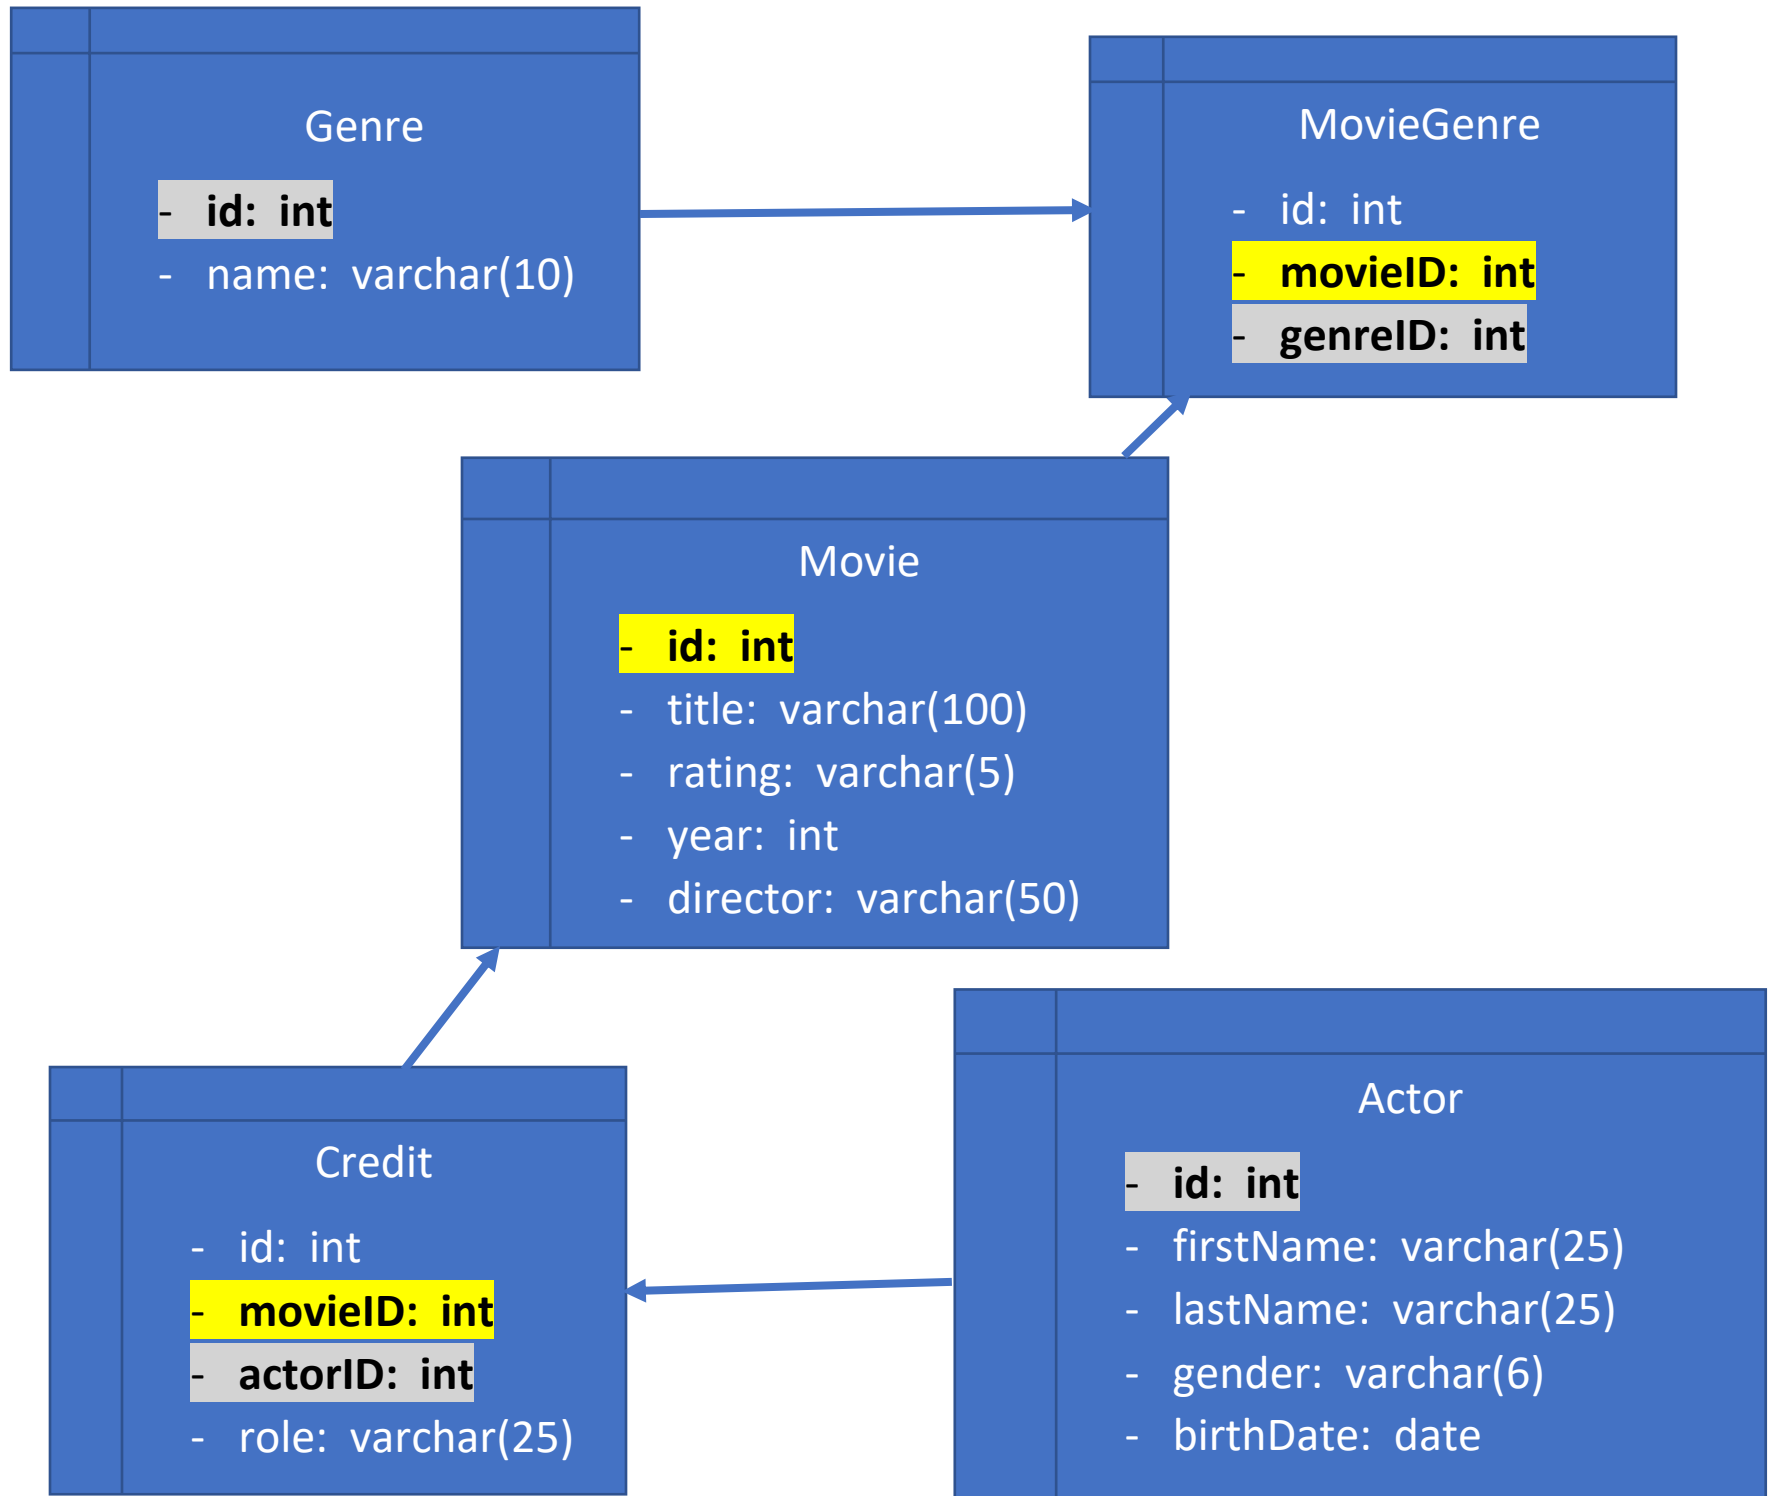 Genre
- id: int
- name: varchar(10)
MovieGenre
- id: int
- movieID: int
- genreID: int
Movie
- id: int
- title: varchar(100)
- rating: varchar(5)
- year: int
- director: varchar(50)
Credit
- id: int
- movieID: int
- actorID: int
- role: varchar(25)
Actor
- id: int
- firstName: varchar(25)
- lastName: varchar(25)
- gender: varchar(6)
- birthDate: date